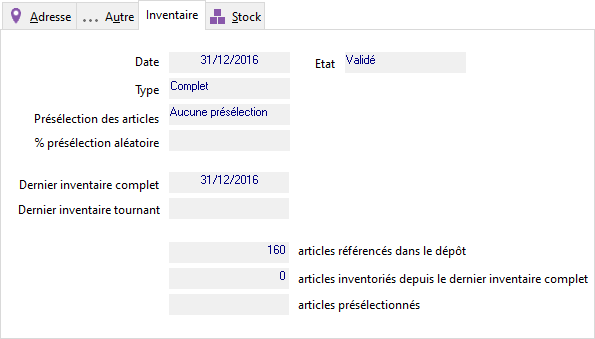 Adresse ... Autre Inventaire Stock
Date 31/12/2016 Etat Validé
Type Complet
Présélection des articles Aucune présélection
% présélection aléatoire
Dernier inventaire complet 31/12/2016
Dernier inventaire tournant
160 articles référencés dans le dépôt
0 articles inventoriés depuis le dernier inventaire complet
articles présélectionnés